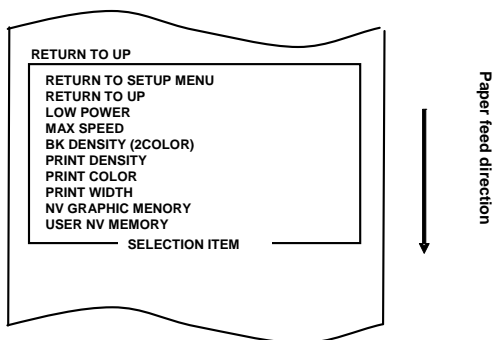 RETURN TO UP
RETURN TO SETUP MENU
RETURN TO UP
LOW POWER
MAX SPEED
BK DENSITY (2COLOR)
PRINT DENSITY
PRINT COLOR
PRINT WIDTH
NV GRAPHIC MENORY
USER NV MEMORY
SELECTION ITEM
Paper feed direction